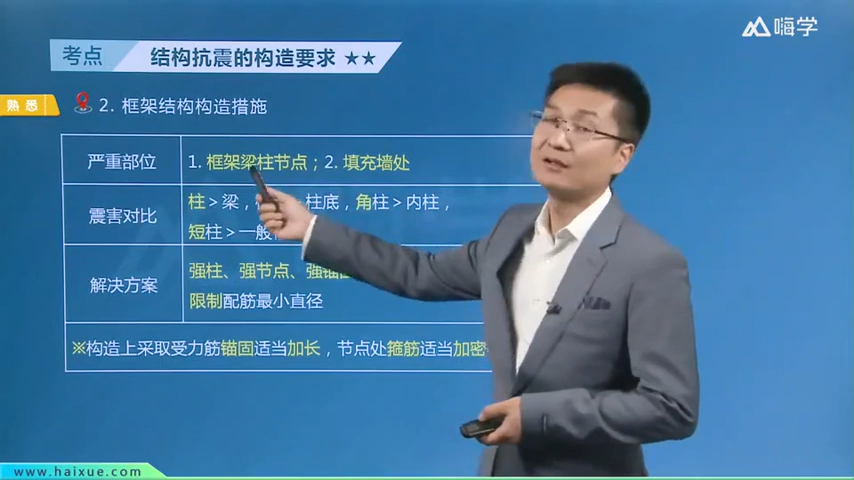 嗨学
考点 结构抗震的构造要求 ★★
熟悉 2. 框架结构构造措施
严重部位 1. 框架梁柱节点；2. 填充墙处
震害对比 柱＞梁， 柱底，角柱＞内柱，
短柱＞一般
解决方案 强柱、强节点、强锚
限制配筋最小直径
※构造上采取受力筋锚固适当加长，节点处箍筋适当加密
www.haixue.com